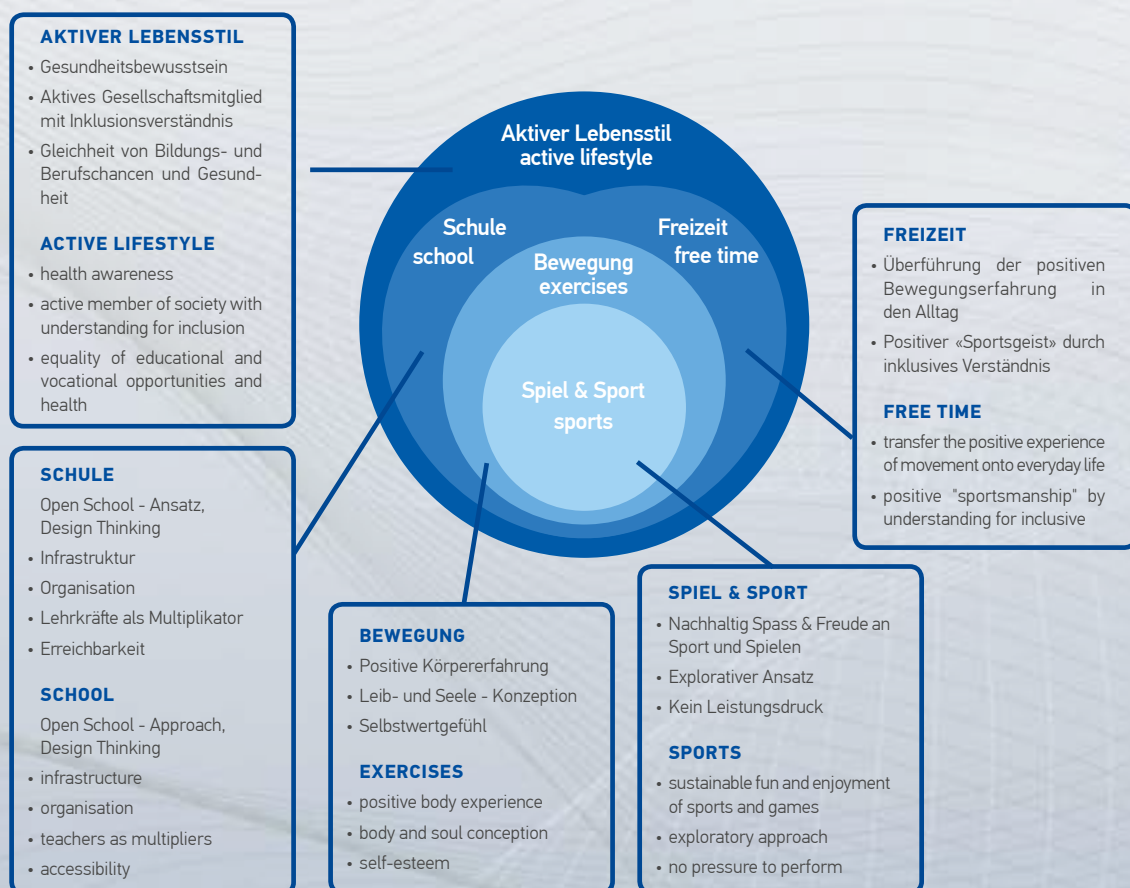 AKTIVER LEBENSSTIL
• Gesundheitsbewusstsein
• Aktives Gesellschaftsmitglied
mit Inklusionsverständnis
• Gleichheit von Bildungs- und
Berufschancen und Gesund-
heit
ACTIVE LIFESTYLE
• health awareness
• active member of society with
understanding for inclusion
• equality of educational and
vocational opportunities and
health
Aktiver Lebensstil
active lifestyle
Schule
school
Freizeit
free time
Bewegung
exercises
Spiel & Sport
sports
FREIZEIT
• Überführung der positiven
Bewegungserfahrung in
den Alltag
• Positiver «Sportsgeist» durch
inklusives Verständnis
FREE TIME
• transfer the positive experience
of movement onto everyday life
• positive "sportsmanship" by
understanding for inclusive
SCHULE
Open School - Ansatz,
Design Thinking
• Infrastruktur
• Organisation
• Lehrkräfte als Multiplikator
• Erreichbarkeit
SCHOOL
Open School - Approach,
Design Thinking
• infrastructure
• organisation
• teachers as multipliers
• accessibility
BEWEGUNG
• Positive Körpererfahrung
• Leib- und Seele - Konzeption
• Selbstwertgefühl
EXERCISES
• positive body experience
• body and soul conception
• self-esteem
SPIEL & SPORT
• Nachhaltig Spass & Freude an
Sport und Spielen
• Explorativer Ansatz
• Kein Leistungsdruck
SPORTS
• sustainable fun and enjoyment
of sports and games
• exploratory approach
• no pressure to perform